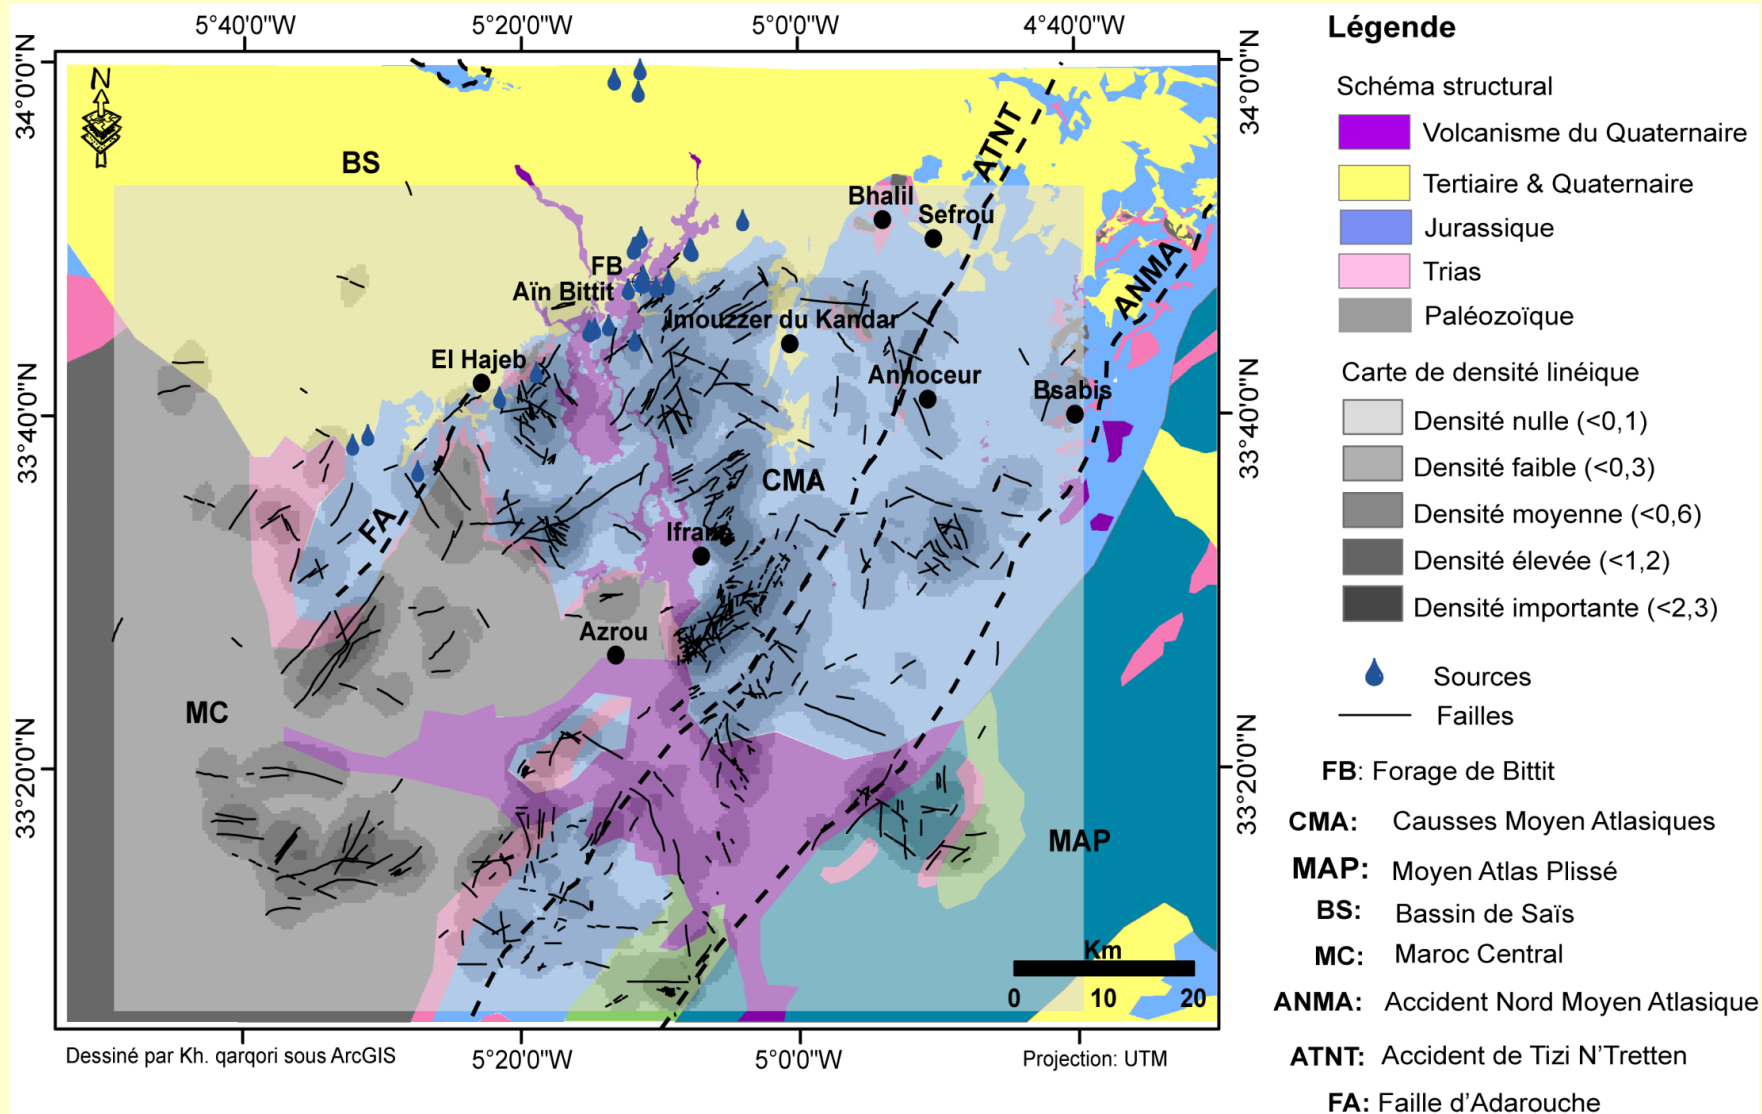 5°40'0"W
5°20'0"W
5°0'0"W
4°40'0"W
34°0'0"N
34°0'0"N
N
BS
ATNT
Bhalil
Sefrou
ANMA
FB
Aïn Bittit
Imouzzer du Kandar
El Hajeb
Annoceur
Bsabis
33°40'0"N
33°40'0"N
CMA
FA
Ifrane
Azrou
MC
33°20'0"N
33°20'0"N
MAP
Km
0 10 20
5°20'0"W
5°0'0"W
Dessiné par Kh. qarqori sous ArcGIS
Projection: UTM
Légende
Schéma structural
Volcanisme du Quaternaire
Tertiaire & Quaternaire
Jurassique
Trias
Paléozoïque
Carte de densité linéique
Densité nulle (<0,1)
Densité faible (<0,3)
Densité moyenne (<0,6)
Densité élevée (<1,2)
Densité importante (<2,3)
Sources
Failles
FB: Forage de Bittit
CMA: Causses Moyen Atlasiques
MAP: Moyen Atlas Plissé
BS: Bassin de Saïs
MC: Maroc Central
ANMA: Accident Nord Moyen Atlasique
ATNT: Accident de Tizi N'Tretten
FA: Faille d'Adarouche